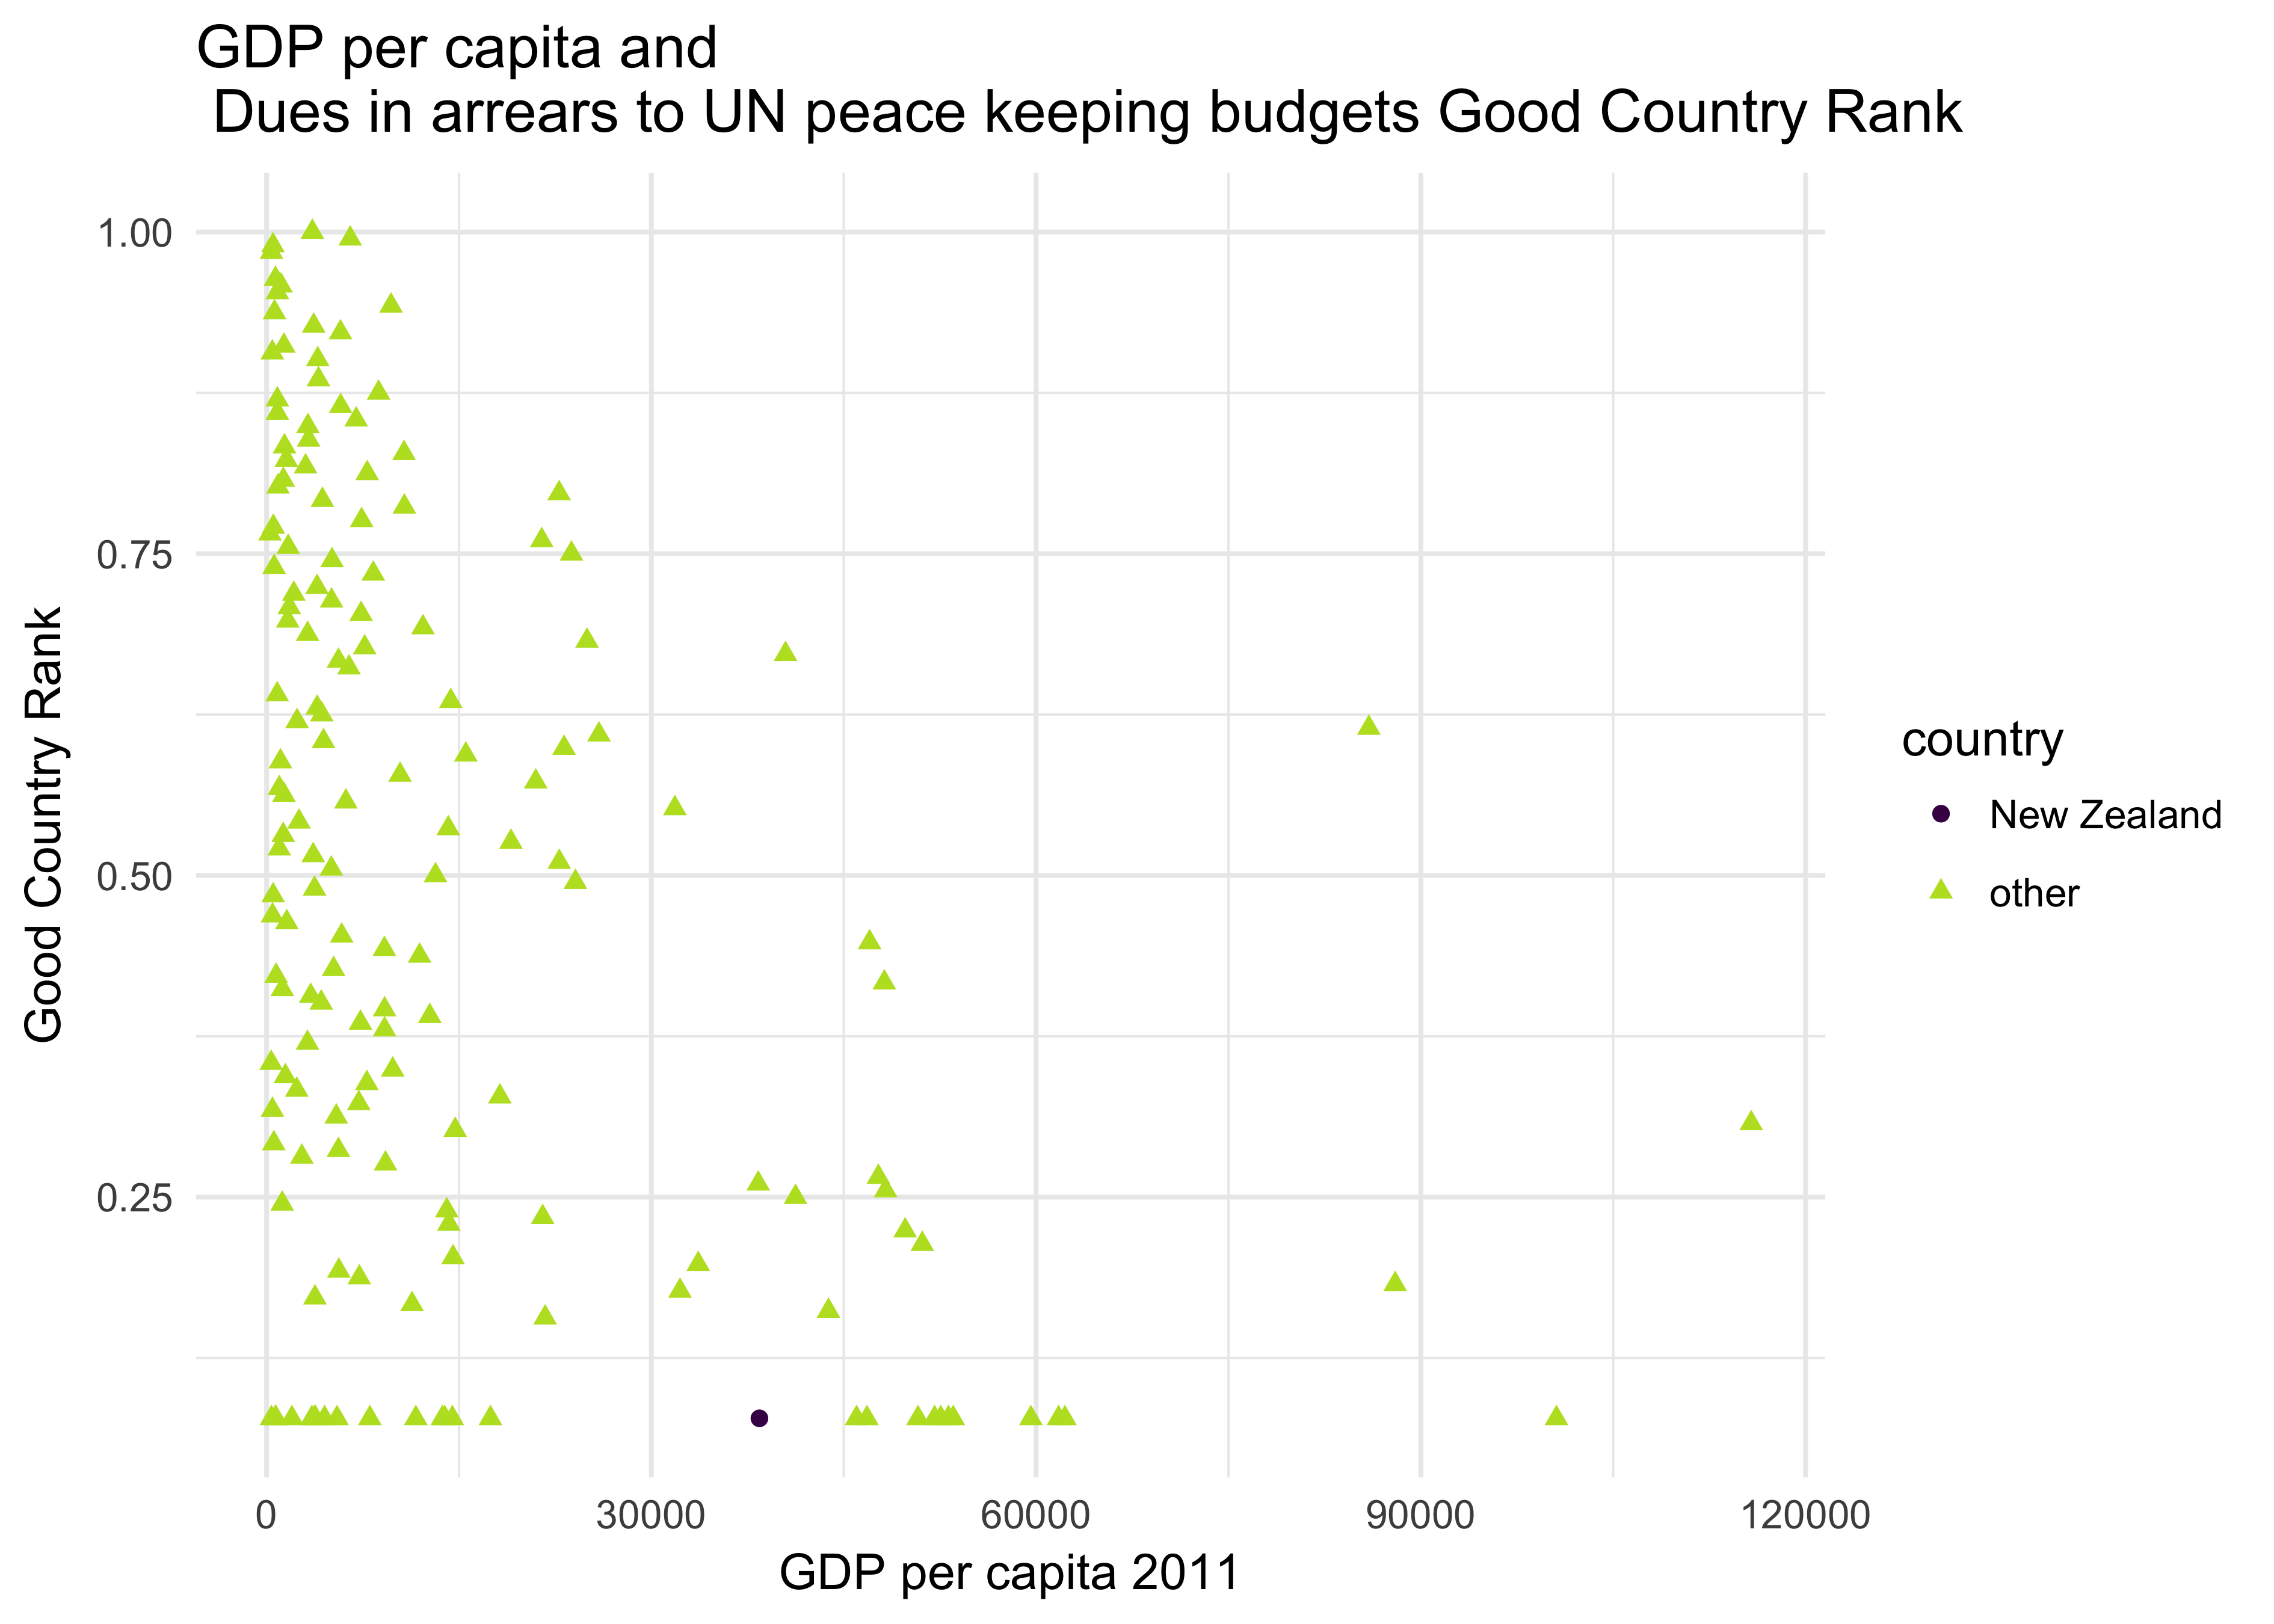 GDP per capita and
Dues in arrears to UN peace keeping budgets Good Country Rank
1.00
0.75
0.50
0.25
Good Country Rank
0
30000
60000
90000
120000
GDP per capita 2011
country
New Zealand
other